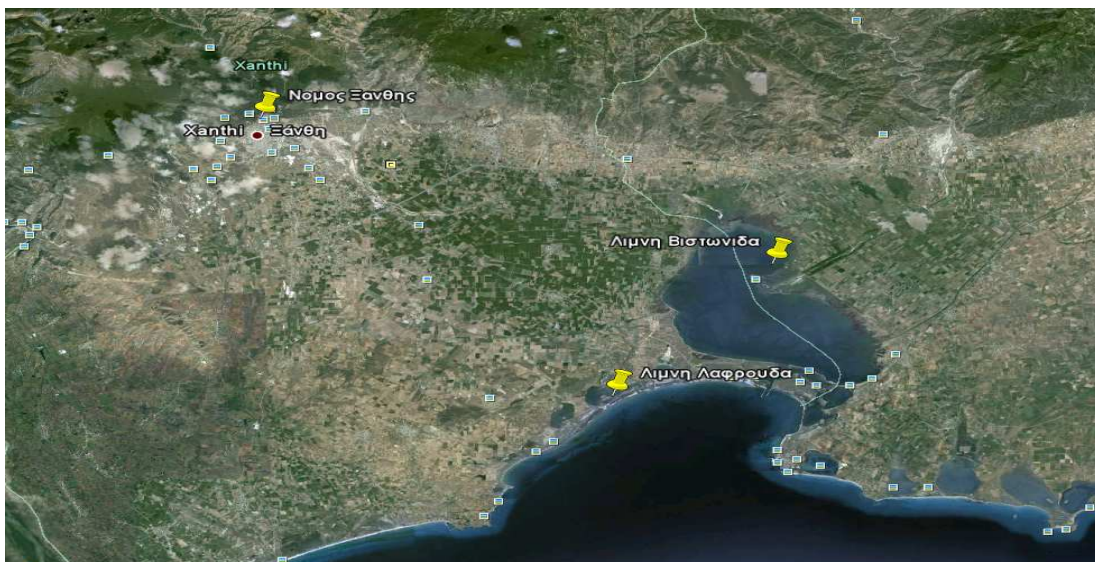 Xanthi
Νομος Ξανθης
Xanthi Ξάνθη
Λιμνη Βιστωνιδα
Λιμνη Λαφρουδα